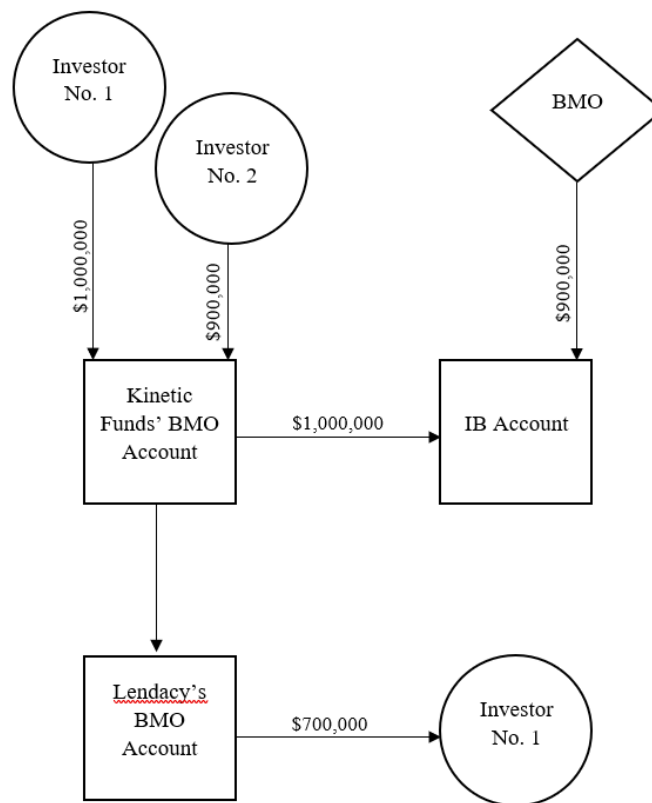 Investor
No. 1
Investor
No. 2
BMO
$1,000,000
$900,000
$900,000
Kinetic
Funds’ BMO
Account
$1,000,000
IB Account
Lendacy’s
BMO
Account
$700,000
Investor
No. 1